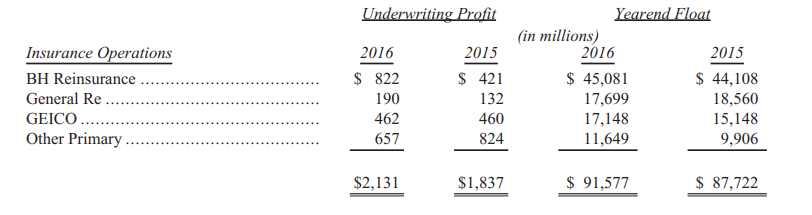 Underwriting Profit Yearend Float
(in millions)
Insurance Operations 2016 2015 2016 2015
BH Reinsurance .................................... $ 822 $ 421 $ 45,081 $ 44,108
General Re ........................................... 190 132 17,699 18,560
GEICO ................................................ 462 460 17,148 15,148
Other Primary ....................................... 657 824 11,649 9,906
$2,131 $1,837 $ 91,577 $ 87,722